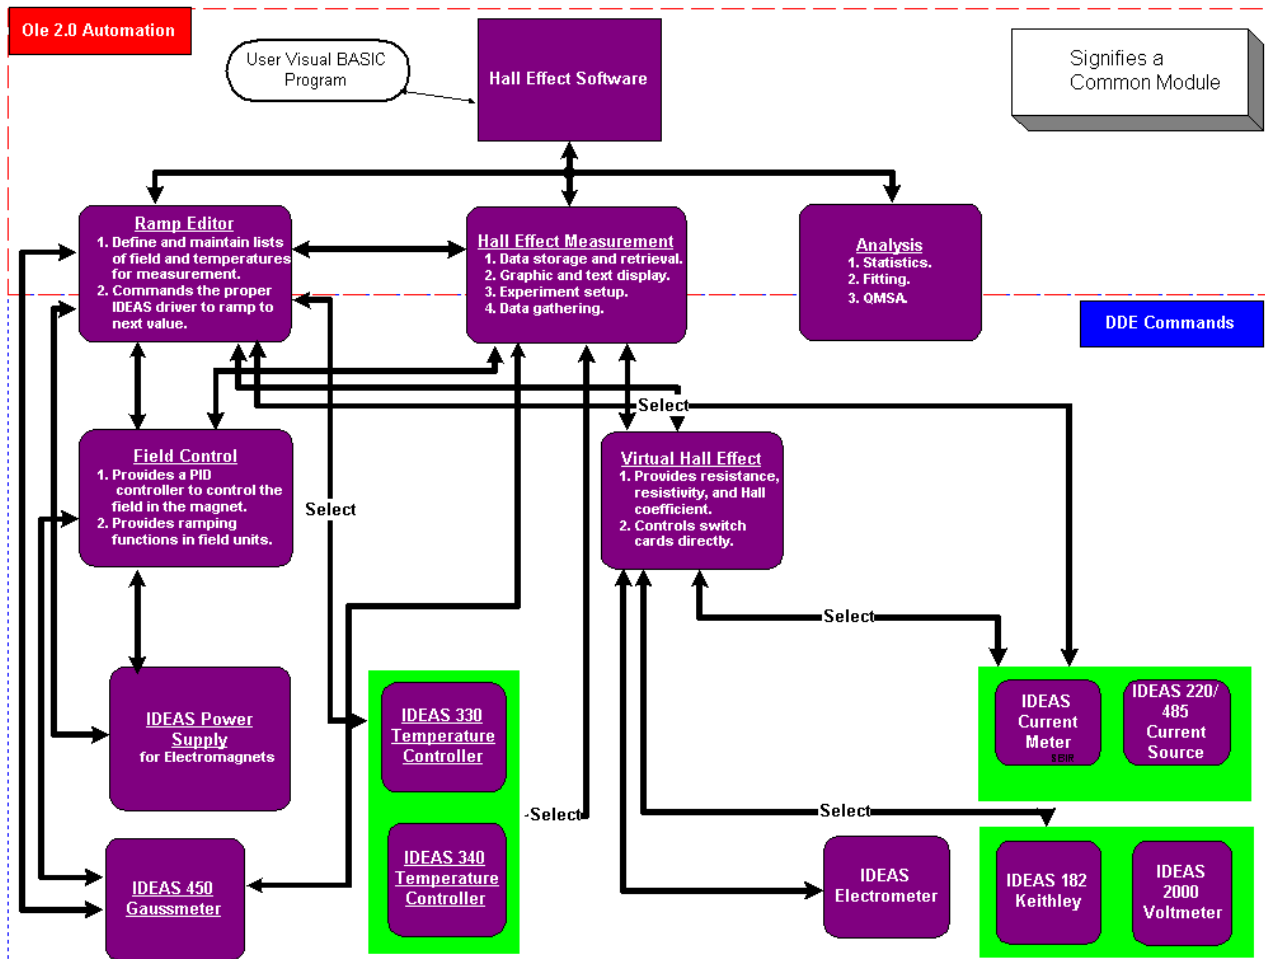 Ole 2.0 Automation
User Visual BASIC
Program
Hall Effect Software
Signifies a
Common Module
Ramp Editor
1. Define and maintain lists
of field and temperatures
for measurement.
2. Commands the proper
IDEAS driver to ramp to
next value.
Hall Effect Measurement
1. Data storage and retrieval.
2. Graphic and text display.
3. Experiment setup.
4. Data gathering.
Analysis
1. Statistics.
2. Fitting.
3. QMSA.
DDE Commands
Select
Field Control
1. Provides a PID
controller to control the
field in the magnet.
2. Provides ramping
functions in field units.
Select
Virtual Hall Effect
1. Provides resistance,
resistivity, and Hall
coefficient.
2. Controls switch
cards directly.
Select
IDEAS Power
Supply
for Electromagnets
IDEAS 330
Temperature
Controller
IDEAS
Current
Meter
SBIR
IDEAS 220/
485
Current
Source
Select
Select
IDEAS 340
Temperature
Controller
IDEAS 450
Gaussmeter
IDEAS
Electrometer
IDEAS 182
Keithley
IDEAS
2000
Voltmeter